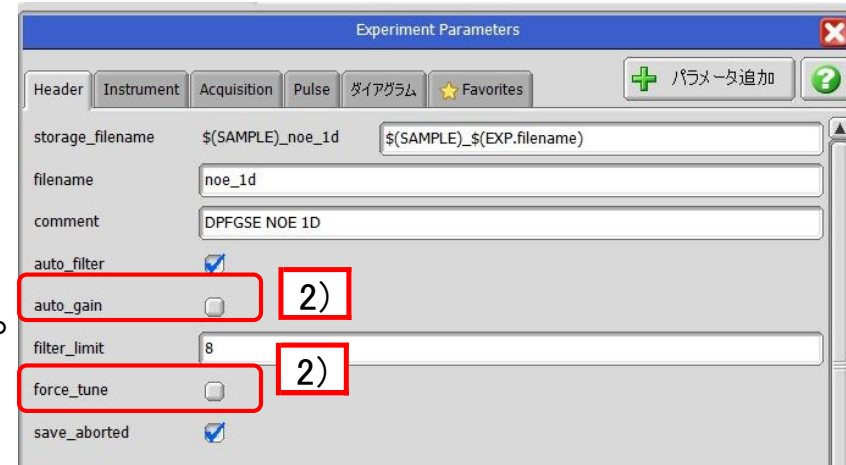 Experiment Parameters
Header Instrument Acquisition Pulse ダイアグラム Favorites パラメータ追加
storage_filename $(SAMPLE)_noe_1d $(SAMPLE)_$(EXP.filename)
filename noe_1d
comment DPFGSE NOE 1D
auto_filter
auto_gain 2)
。
filter_limit 8
force_tune 2)
save_aborted